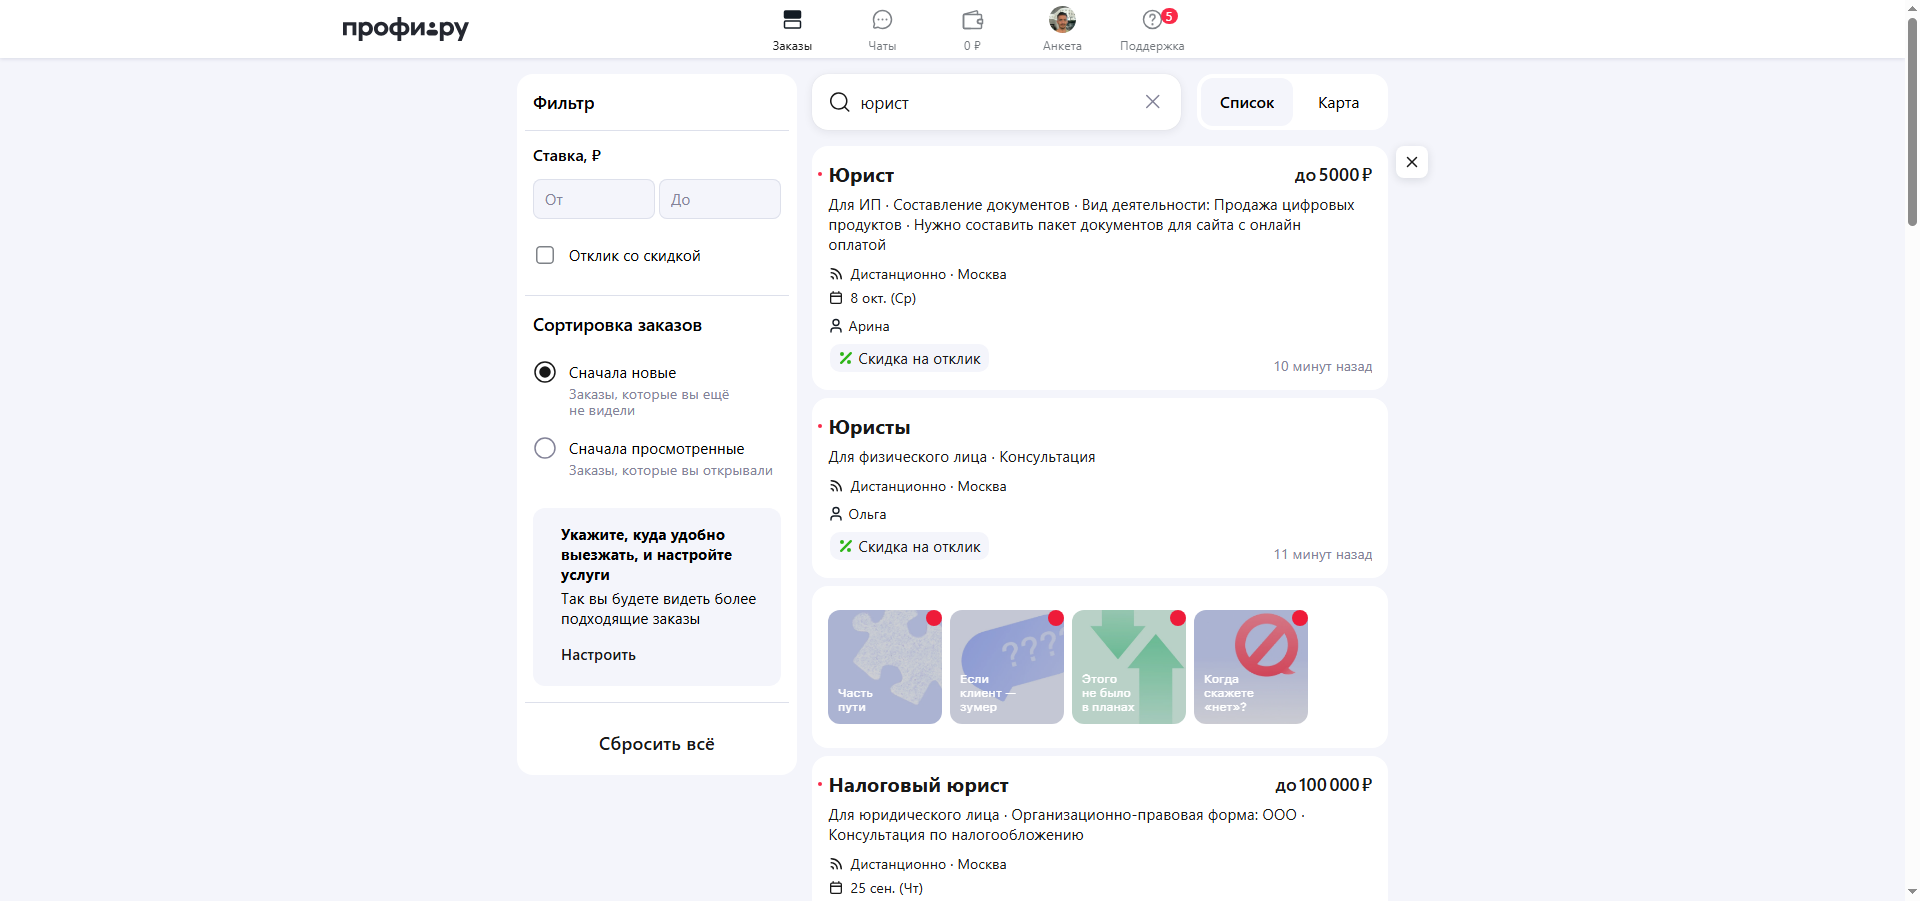 профи.ру
Заказы
Чаты
0 ₽
Анкета
5
Поддержка
Фильтр
Ставка, ₽
От
До
Отклик со скидкой
Сортировка заказов
Сначала новые
Заказы, которые вы ещё
не видели
Сначала просмотренные
Заказы, которые вы открывали
Укажите, куда удобно
выезжать, и настройте
услуги
Так вы будете видеть более
подходящие заказы
Настроить
Сбросить всё
юрист
Список
Карта
Юрист
до 5000 ₽
Для ИП · Составление документов · Вид деятельности: Продажа цифровых
продуктов · Нужно составить пакет документов для сайта с онлайн
оплатой
Дистанционно · Москва
8 окт. (Ср)
Арина
Скидка на отклик
10 минут назад
Юристы
Для физического лица · Консультация
Дистанционно · Москва
Ольга
Скидка на отклик
11 минут назад
Часть
пути
????
Если
клиент —
зумер
Этого
не было
в планах
Когда
скажете
«нет»?
Налоговый юрист
до 100 000 ₽
Для юридического лица · Организационно-правовая форма: ООО ·
Консультация по налогообложению
Дистанционно · Москва
25 сен. (Чт)